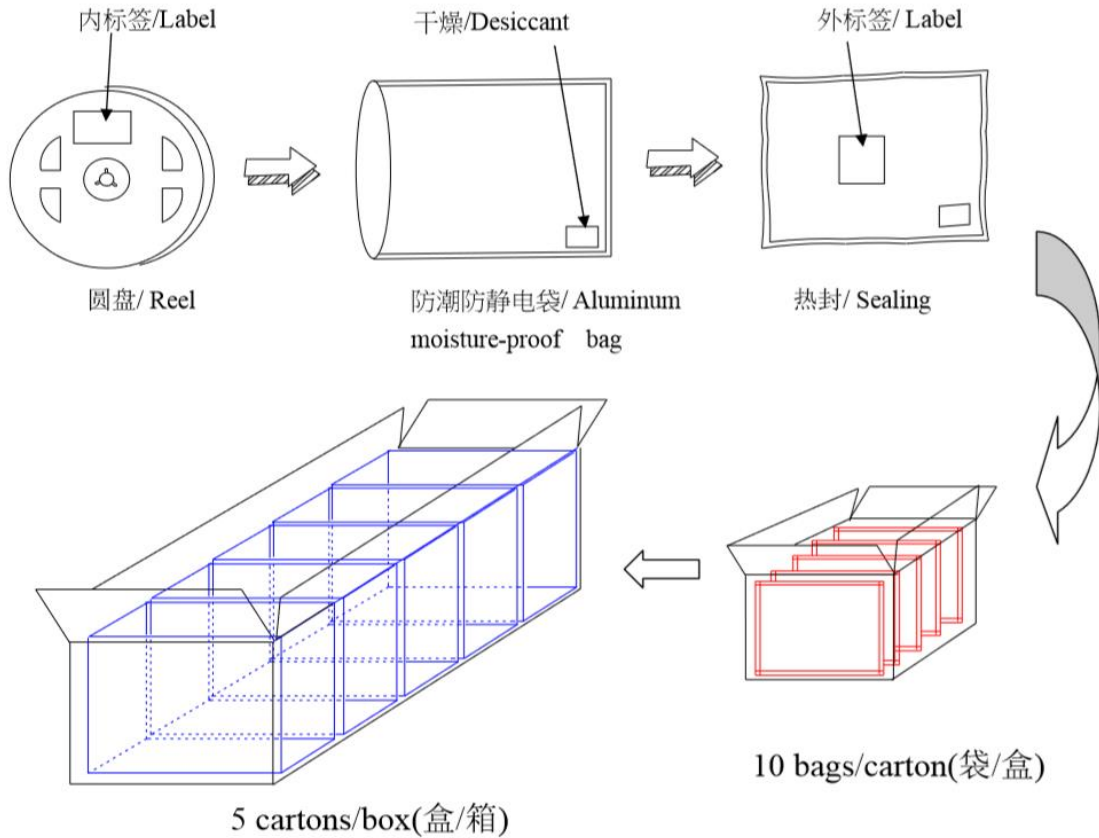 内标签/Label
干燥/Desiccant
外标签/ Label
圆盘/ Reel
防潮防静电袋/ Aluminum
moisture-proof bag
热封/ Sealing
10 bags/carton(袋/盒)
5 cartons/box(盒/箱)